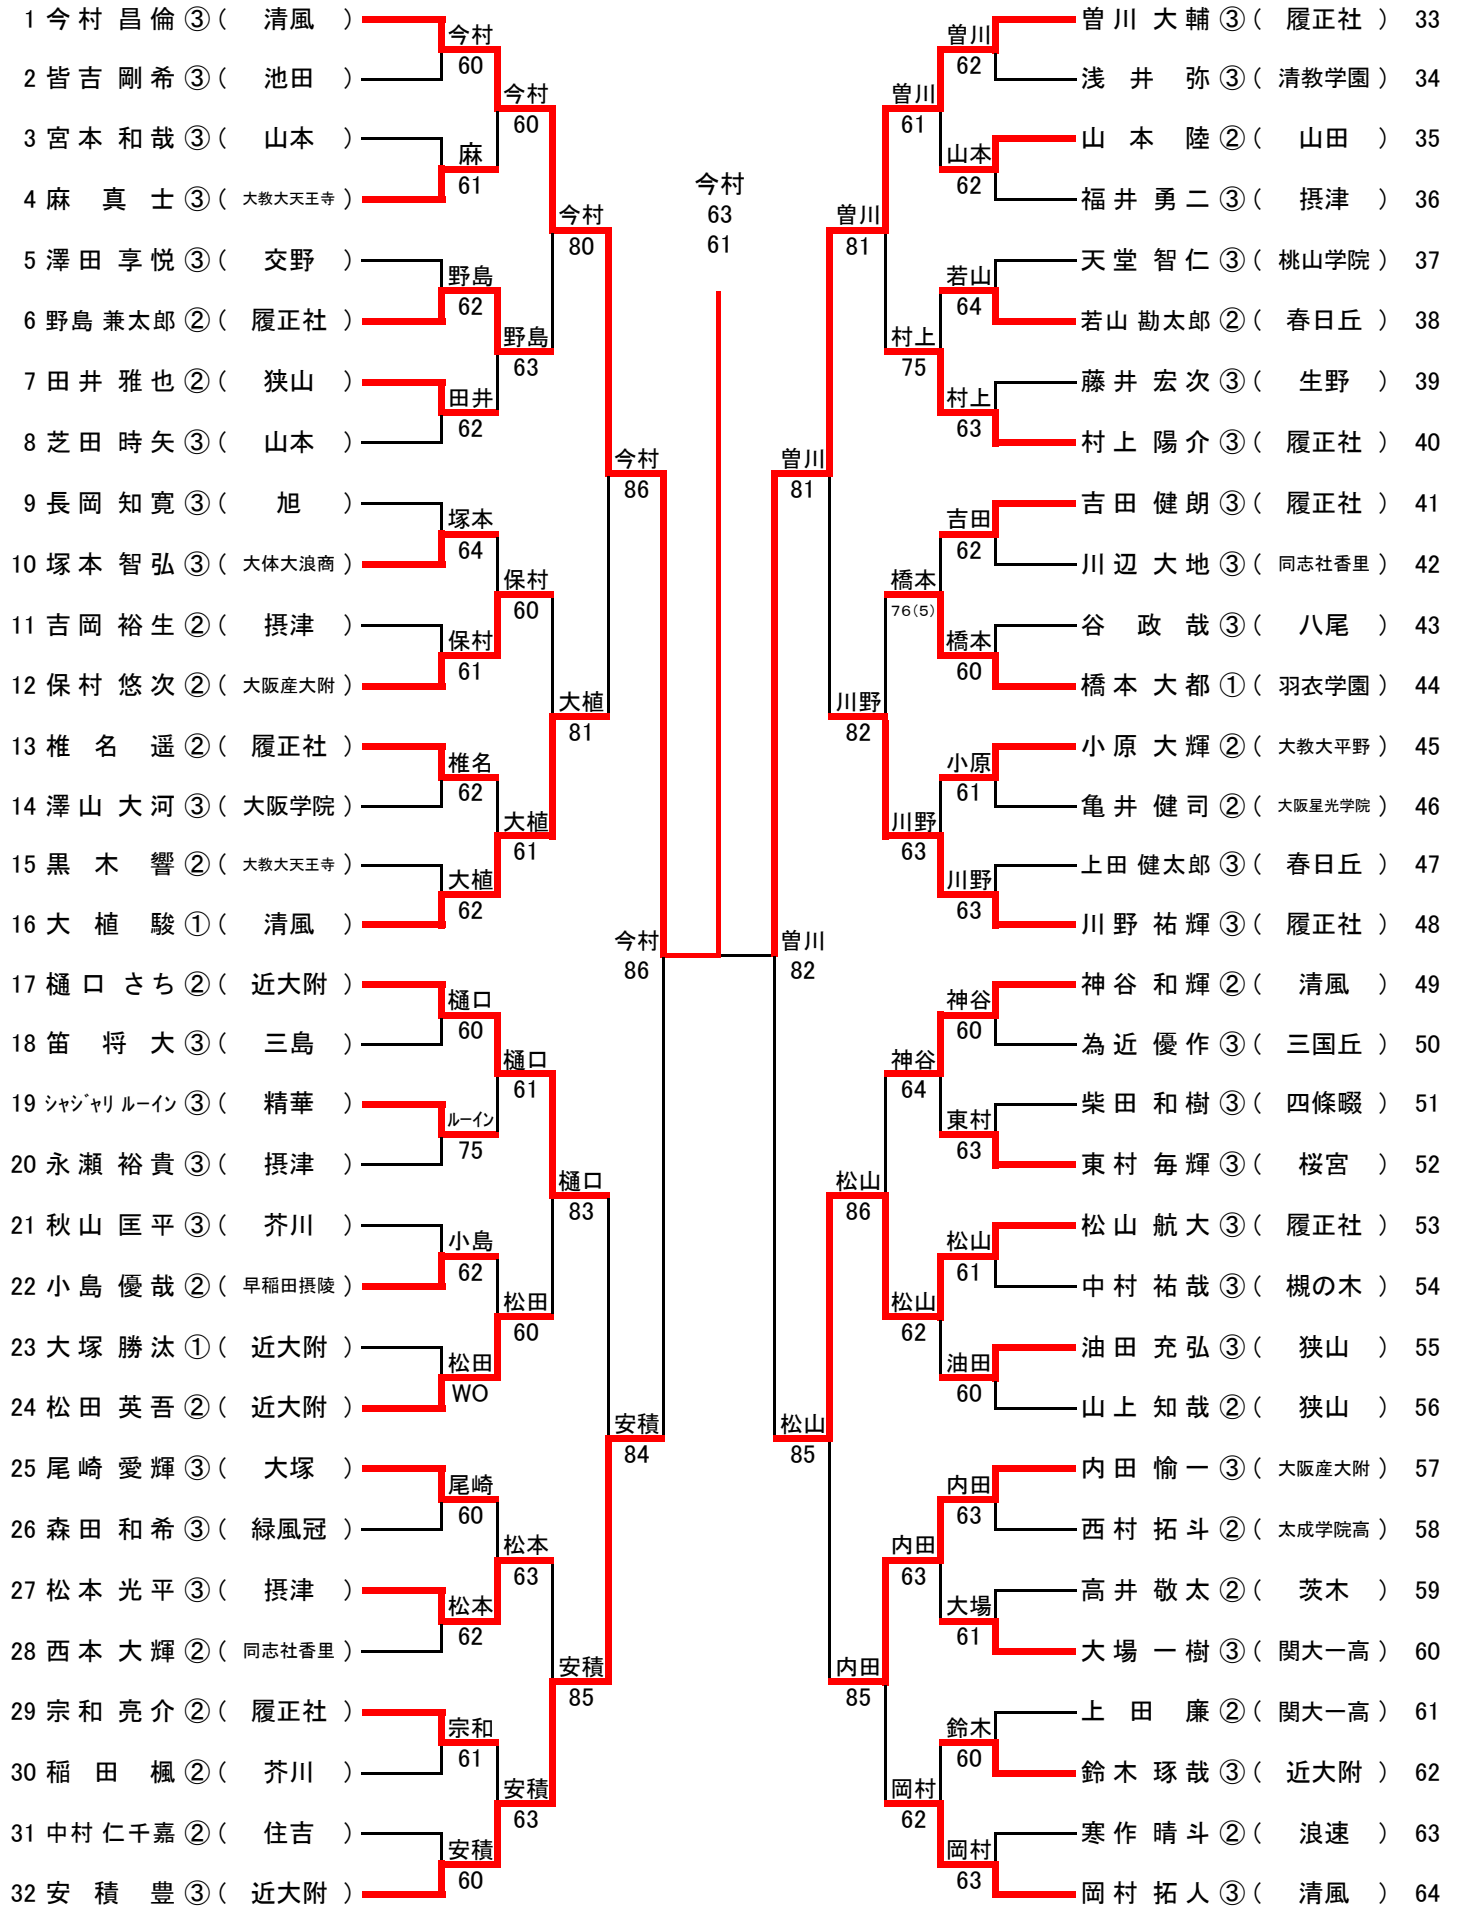 1 今村 昌倫 ③ ( 清風 )
2 皆吉 剛希 ③ ( 池田 )
3 宮本 和哉 ③ ( 山本 )
4 麻 真士 ③ ( 大教大天王寺 )
5 澤田 享悦 ③ ( 交野 )
6 野島 兼太郎 ② ( 履正社 )
7 田井 雅也 ② ( 狭山 )
8 芝田 時矢 ③ ( 山本 )
9 長岡 知寛 ③ ( 旭 )
10 塚本 智弘 ③ ( 大体大浪商 )
11 吉岡 裕生 ② ( 摂津 )
12 保村 悠次 ② ( 大阪産大附 )
13 椎名 遥 ② ( 履正社 )
14 澤山 大河 ③ ( 大阪学院 )
15 黒木 響 ② ( 大教大天王寺 )
16 大植 駿 ① ( 清風 )
17 樋口 さち ② ( 近大附 )
18 笛 将大 ③ ( 三島 )
19 シャジャリ ルーイン ③ ( 精華 )
20 永瀬 裕貴 ③ ( 摂津 )
21 秋山 匡平 ③ ( 芥川 )
22 小島 優哉 ② ( 早稲田摂陵 )
23 大塚 勝汰 ① ( 近大附 )
24 松田 英吾 ② ( 近大附 )
25 尾崎 愛輝 ③ ( 大塚 )
26 森田 和希 ③ ( 緑風冠 )
27 松本 光平 ③ ( 摂津 )
28 西本 大輝 ② ( 同志社香里 )
29 宗和 亮介 ② ( 履正社 )
30 稲田 楓 ② ( 芥川 )
31 中村 仁千嘉 ② ( 住吉 )
32 安積 豊 ③ ( 近大附 )
今村
60
麻
61
野島
62
田井
62
塚本
64
保村
61
椎名
62
大植
62
樋口
60
ルーイン
75
小島
62
松田
WO
尾崎
60
松本
62
宗和
61
安積
60
今村
60
野島
63
保村
60
大植
61
樋口
61
松田
60
松本
63
安積
63
今村
80
大植
81
樋口
83
安積
85
今村
86
安積
84
今村
86
今村
63
61
曽川
82
曽川
81
松山
85
曽川
81
川野
82
松山
86
内田
85
曽川
61
村上
75
橋本
76(5)
川野
63
神谷
64
松山
62
内田
63
岡村
62
曽川
62
山本
62
若山
64
村上
63
吉田
62
橋本
60
小原
61
川野
63
神谷
60
東村
63
松山
61
油田
60
内田
63
大場
61
鈴木
60
岡村
63
曽川 大輔 ③ ( 履正社 ) 33
浅井 弥 ③ ( 清教学園 ) 34
山本 陸 ② ( 山田 ) 35
福井 勇二 ③ ( 摂津 ) 36
天堂 智仁 ③ ( 桃山学院 ) 37
若山 勘太郎 ② ( 春日丘 ) 38
藤井 宏次 ③ ( 生野 ) 39
村上 陽介 ③ ( 履正社 ) 40
吉田 健朗 ③ ( 履正社 ) 41
川辺 大地 ③ ( 同志社香里 ) 42
谷 政哉 ③ ( 八尾 ) 43
橋本 大都 ① ( 羽衣学園 ) 44
小原 大輝 ② ( 大教大平野 ) 45
亀井 健司 ② ( 大阪星光学院 ) 46
上田 健太郎 ③ ( 春日丘 ) 47
川野 祐輝 ③ ( 履正社 ) 48
神谷 和輝 ② ( 清風 ) 49
為近 優作 ③ ( 三国丘 ) 50
柴田 和樹 ③ ( 四條畷 ) 51
東村 毎輝 ③ ( 桜宮 ) 52
松山 航大 ③ ( 履正社 ) 53
中村 祐哉 ③ ( 槻の木 ) 54
油田 充弘 ③ ( 狭山 ) 55
山上 知哉 ② ( 狭山 ) 56
内田 愉一 ③ ( 大阪産大附 ) 57
西村 拓斗 ② ( 太成学院高 ) 58
高井 敬太 ② ( 茨木 ) 59
大場 一樹 ③ ( 関大一高 ) 60
上田 廉 ② ( 関大一高 ) 61
鈴木 琢哉 ③ ( 近大附 ) 62
寒作 晴斗 ② ( 浪速 ) 63
岡村 拓人 ③ ( 清風 ) 64